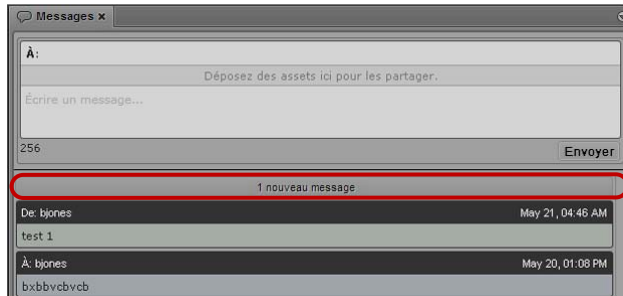 Messages x
À:
Déposez des assets ici pour les partager.
Écrire un message...
256
Envoyer
1 nouveau message
De: bjones May 21, 04:46 AM
test 1
À: bjones May 20, 01:08 PM
bxbbvcbvcb